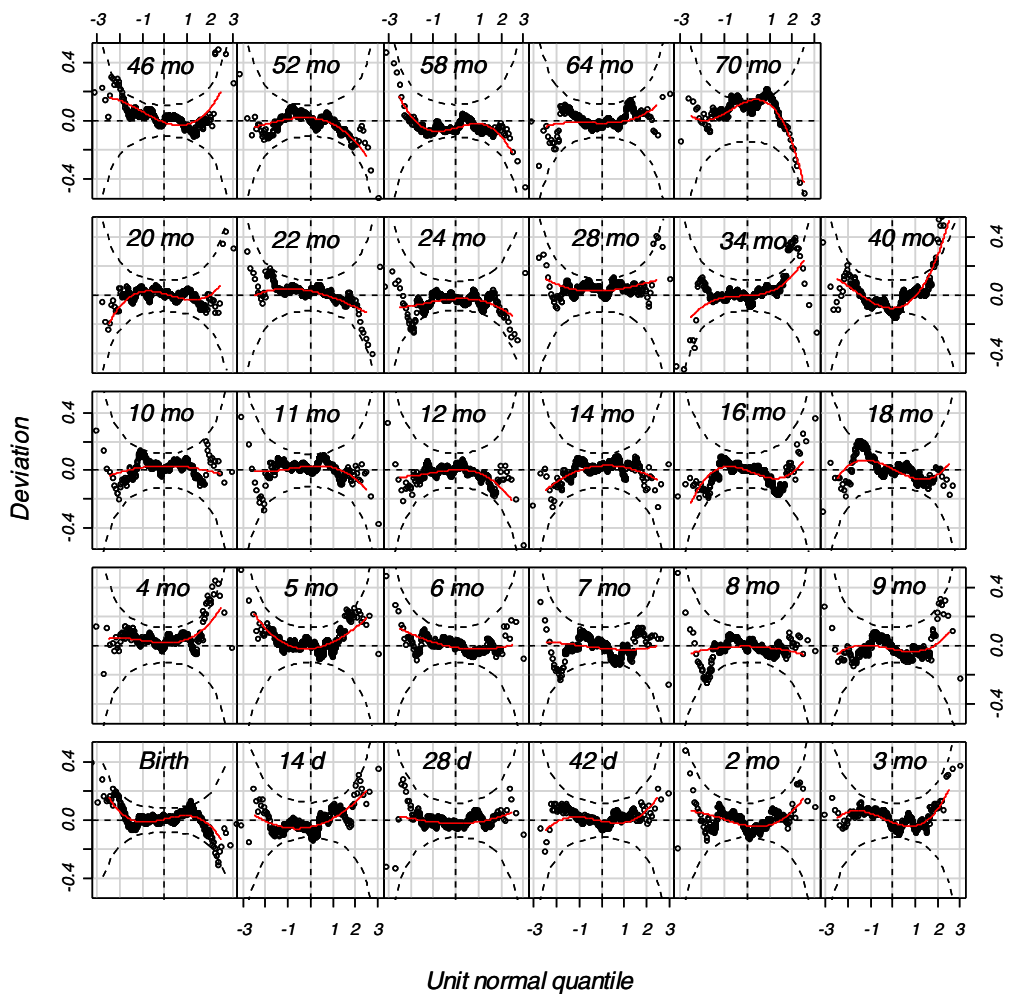 -3 -1 1 2 3 -3 -1 1 2 3 -3 -1 1 2 3
46 mo 52 mo 58 mo 64 mo 70 mo
0.4
0.0
-0.4
20 mo 22 mo 24 mo 28 mo 34 mo 40 mo
0.4
0.0
-0.4
10 mo 11 mo 12 mo 14 mo 16 mo 18 mo
0.4
0.0
-0.4
Deviation
4 mo 5 mo 6 mo 7 mo 8 mo 9 mo
0.4
0.0
-0.4
Birth 14 d 28 d 42 d 2 mo 3 mo
0.4
0.0
-0.4
-3 -1 1 2 3 -3 -1 1 2 3 -3 -1 1 2 3
Unit normal quantile